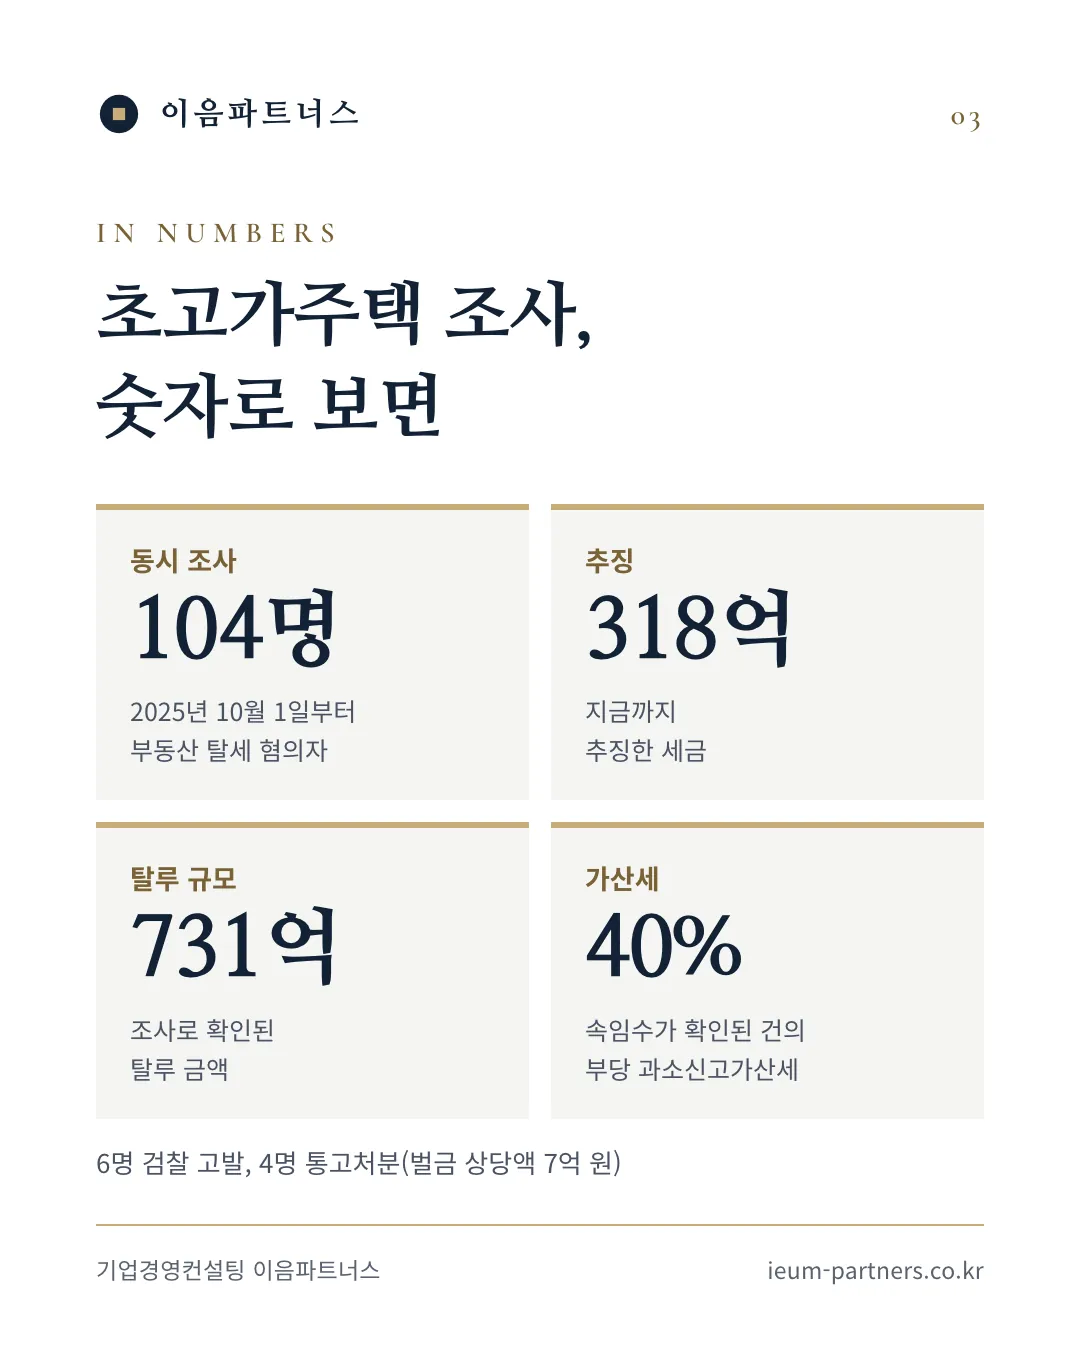 이음파트너스
03
IN NUMBERS
초고가주택 조사,
숫자로 보면
동시 조사
104명
2025년 10월 1일부터
부동산 탈세 혐의자
추징
318억
지금까지
추징한 세금
탈루 규모
731억
조사로 확인된
탈루 금액
가산세
40%
속임수가 확인된 건의
부당 과소신고가산세
6명 검찰 고발, 4명 통고처분(벌금 상당액 7억 원)
기업경영컨설팅 이음파트너스
ieum-partners.co.kr